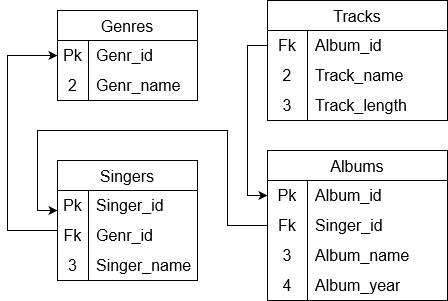 Genres
Pk Genr_id
2 Genr_name
Tracks
Fk Album_id
2 Track_name
3 Track_length
Singers
Pk Singer_id
Fk Genr_id
3 Singer_name
Albums
Pk Album_id
Fk Singer_id
3 Album_name
4 Album_year